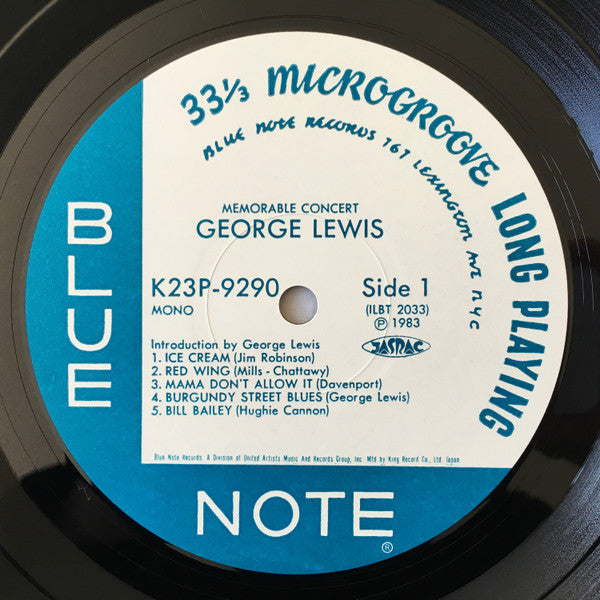 33⅓ MICROGROOVE LONG PLAYING
BLUE NOTE RECORDS 767 LEXINGTON AVE NYC
BLUE
MEMORABLE CONCERT
GEORGE LEWIS
K23P-9290 Side 1
MONO (ILBT 2033)
℗ 1983
JASRAC
Introduction by George Lewis
1. ICE CREAM (Jim Robinson)
2. RED WING (Mills - Chattawy)
3. MAMA DON'T ALLOW IT (Davenport)
4. BURGUNDY STREET BLUES (George Lewis)
5. BILL BAILEY (Hughie Cannon)
Blue Note Records: A Division of United Artists Music And Records Group, Inc Mfd by King Record Co., Ltd. Japan
NOTE
®